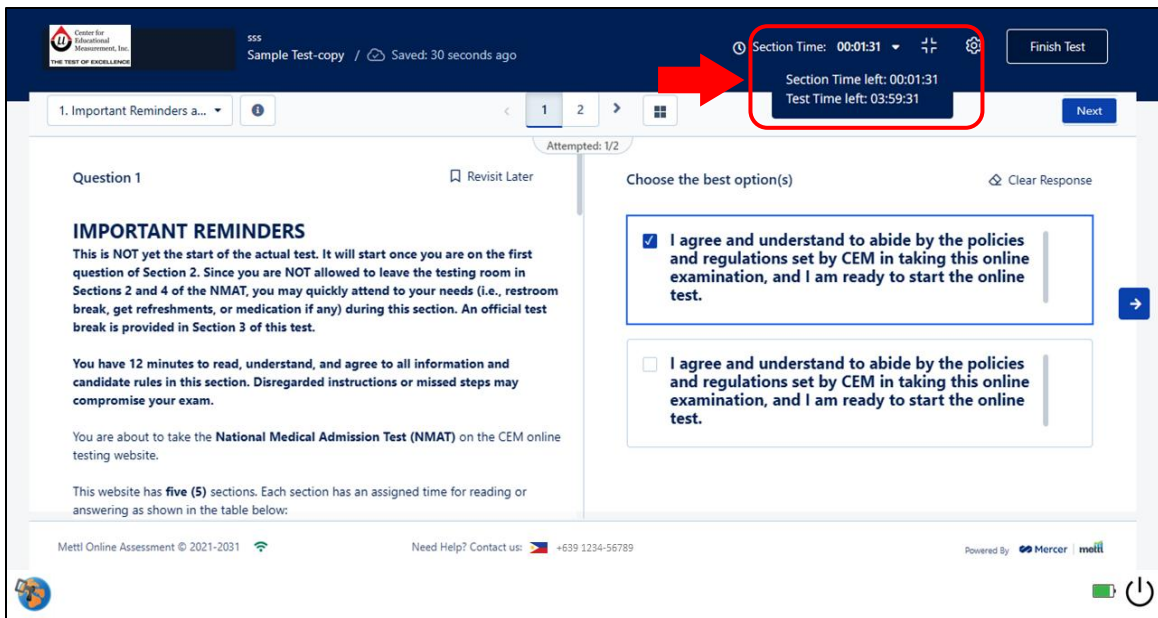 Center for
Educational
Measurement, Inc.
THE TEST OF EXCELLENCE
sss
Sample Test-copy / Saved: 30 seconds ago
Section Time: 00:01:31
Finish Test
Section Time left: 00:01:31
Test Time left: 03:59:31
1. Important Reminders a...
1 2
Next
Attempted: 1/2
Question 1
Revisit Later
IMPORTANT REMINDERS
This is NOT yet the start of the actual test. It will start once you are on the first
question of Section 2. Since you are NOT allowed to leave the testing room in
Sections 2 and 4 of the NMAT, you may quickly attend to your needs (i.e., restroom
break, get refreshments, or medication if any) during this section. An official test
break is provided in Section 3 of this test.
You have 12 minutes to read, understand, and agree to all information and
candidate rules in this section. Disregarded instructions or missed steps may
compromise your exam.
You are about to take the National Medical Admission Test (NMAT) on the CEM online
testing website.
This website has five (5) sections. Each section has an assigned time for reading or
answering as shown in the table below:
Choose the best option(s)
Clear Response
I agree and understand to abide by the policies
and regulations set by CEM in taking this online
examination, and I am ready to start the online
test.
I agree and understand to abide by the policies
and regulations set by CEM in taking this online
examination, and I am ready to start the online
test.
Mettl Online Assessment © 2021-2031
Need Help? Contact us: +639 1234-56789
Powered By Mercer mettl